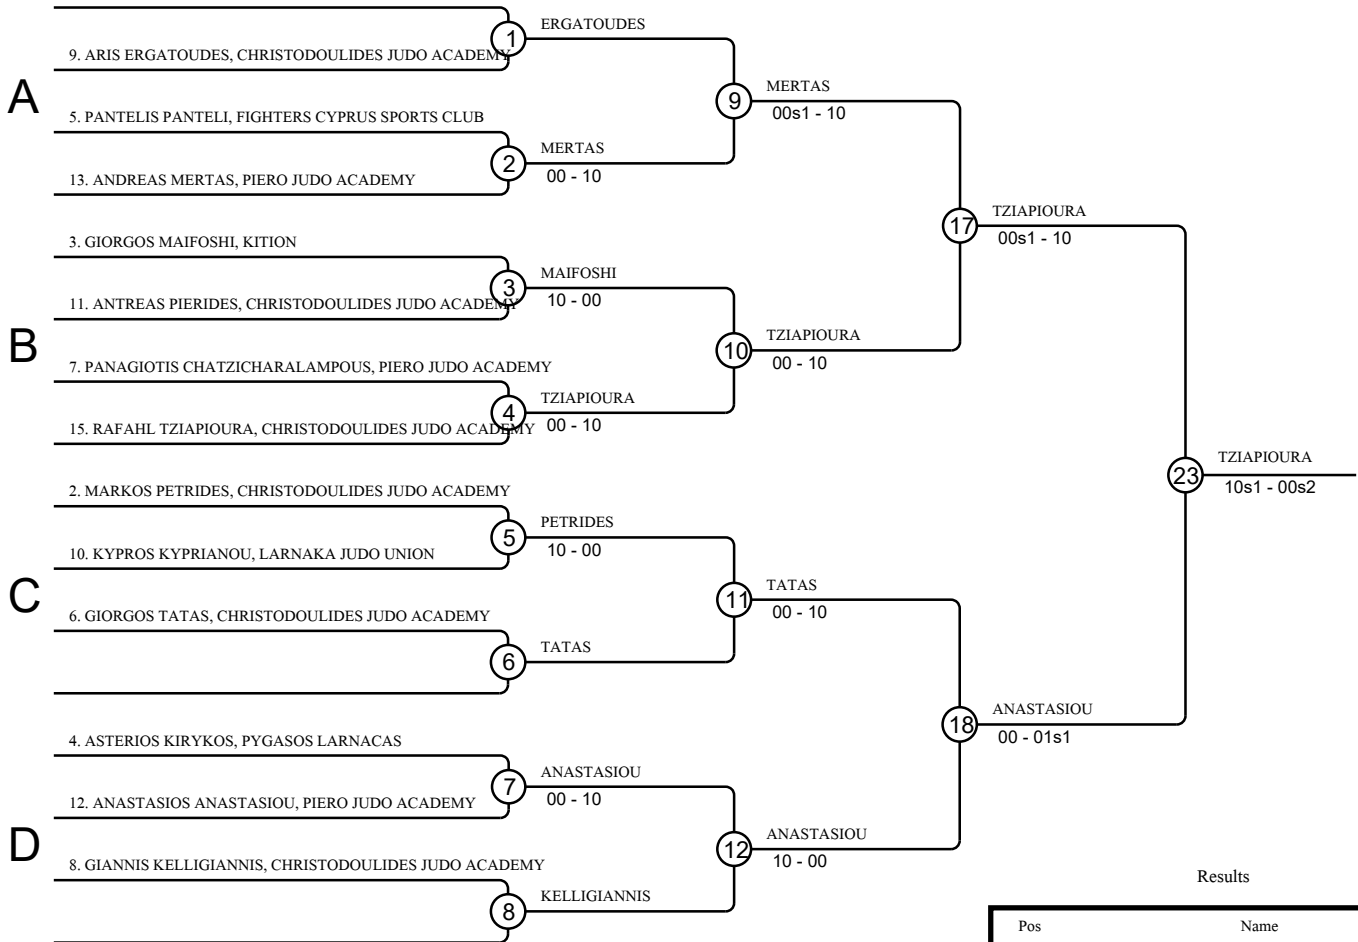 A
9. ARIS ERGATOUDES, CHRISTODOULIDES JUDO ACADEMY
1
ERGATOUDES
5. PANTELIS PANTELI, FIGHTERS CYPRUS SPORTS CLUB
13. ANDREAS MERTAS, PIERO JUDO ACADEMY
2
MERTAS
00 - 10
9
MERTAS
00s1 - 10
B
3. GIORGOS MAIFOSHI, KITION
11. ANTREAS PIERIDES, CHRISTODOULIDES JUDO ACADEMY
3
MAIFOSHI
10 - 00
7. PANAGIOTIS CHATZICHARALAMPOUS, PIERO JUDO ACADEMY
15. RAFAHL TZIAPIOURA, CHRISTODOULIDES JUDO ACADEMY
4
TZIAPIOURA
00 - 10
10
TZIAPIOURA
00 - 10
17
TZIAPIOURA
00s1 - 10
C
2. MARKOS PETRIDES, CHRISTODOULIDES JUDO ACADEMY
10. KYPROS KYPRIANOU, LARNAKA JUDO UNION
5
PETRIDES
10 - 00
6. GIORGOS TATAS, CHRISTODOULIDES JUDO ACADEMY
6
TATAS
11
TATAS
00 - 10
D
4. ASTERIOS KIRYKOS, PYGASOS LARNACAS
12. ANASTASIOS ANASTASIOU, PIERO JUDO ACADEMY
7
ANASTASIOU
00 - 10
8. GIANNIS KELLIGIANNIS, CHRISTODOULIDES JUDO ACADEMY
8
KELLIGIANNIS
12
ANASTASIOU
10 - 00
18
ANASTASIOU
00 - 01s1
23
TZIAPIOURA
10s1 - 00s2
Results
Pos Name